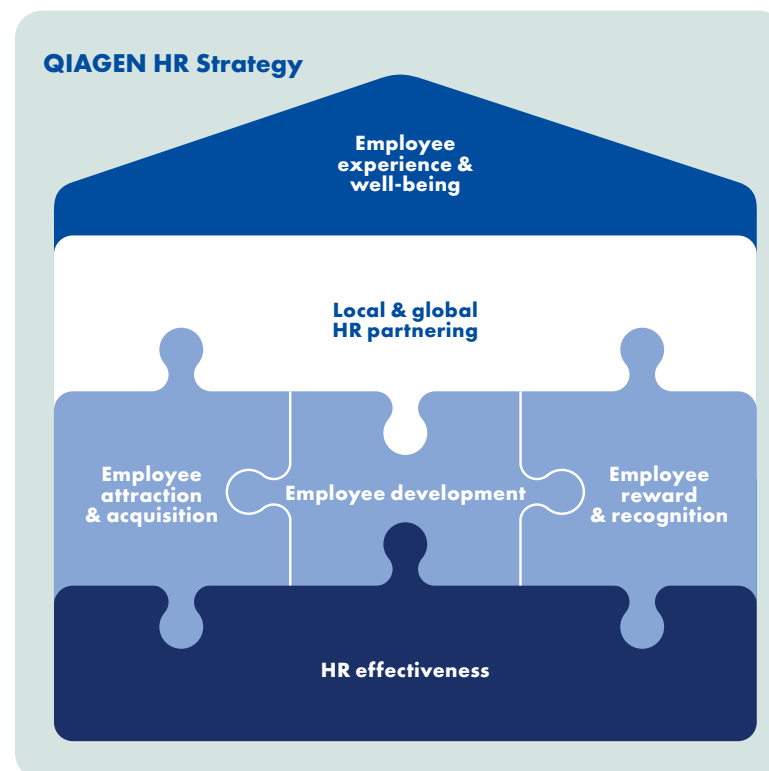 QIAGEN HR Strategy
Employee
experience &
well-being
Local & global
HR partnering
Employee
attraction
& acquisition
Employee development
Employee
reward
& recognition
HR effectiveness